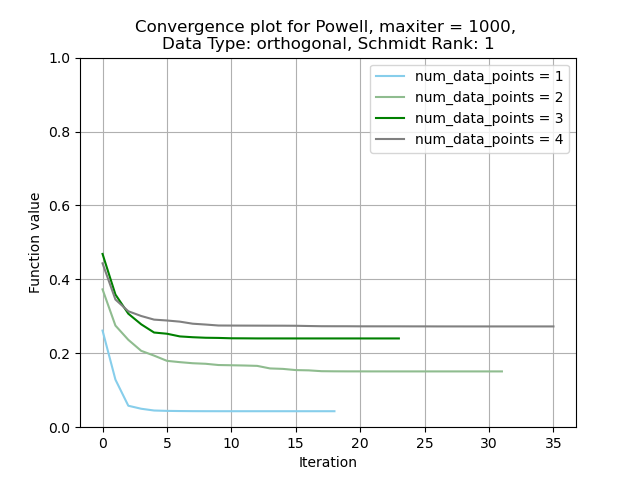 Convergence plot for Powell, maxiter = 1000,
Data Type: orthogonal, Schmidt Rank: 1
1.0
0.8
0.6
0.4
0.2
0.0
Function value
num_data_points = 1
num_data_points = 2
num_data_points = 3
num_data_points = 4
0 5 10 15 20 25 30 35
Iteration